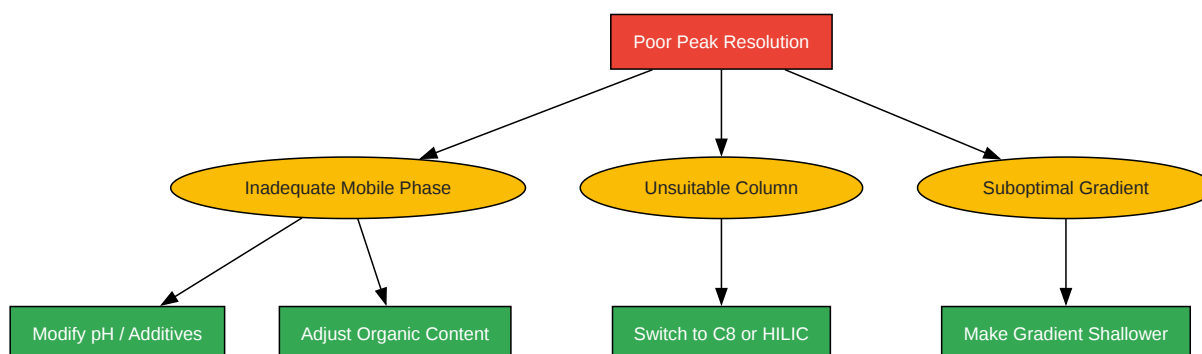 Poor Peak Resolution
Inadequate Mobile Phase
Unsuitable Column
Suboptimal Gradient
Modify pH / Additives
Adjust Organic Content
Switch to C8 or HILIC
Make Gradient Shallower